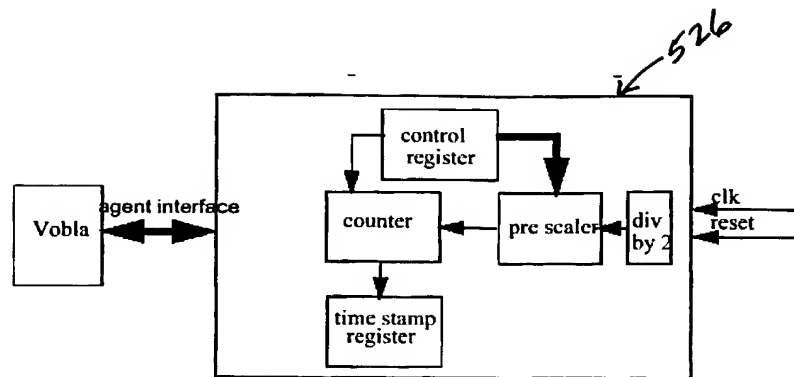 526
control
register
clk
reset
agent interface
Vobla
counter
pre scaler
div
by 2
time stamp
register